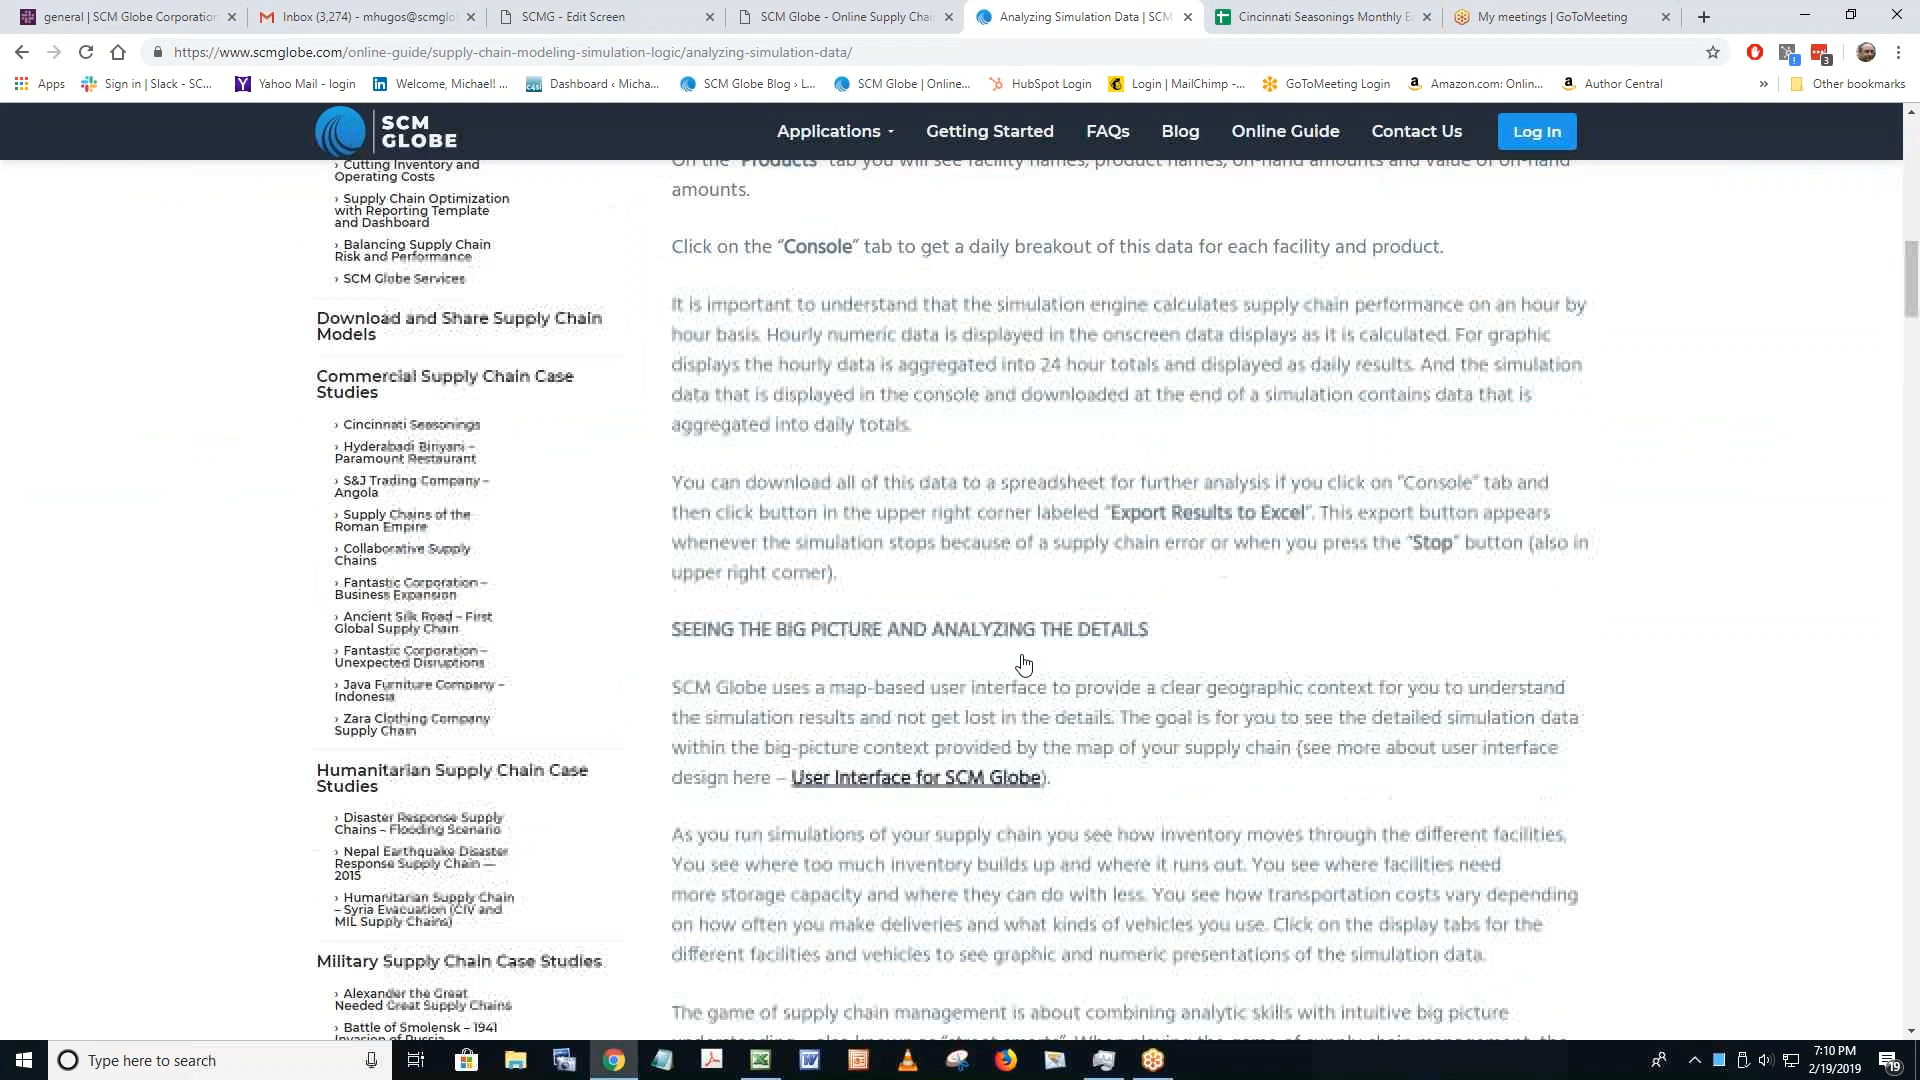 general | SCM Globe Corporation
Inbox (3,274) - mhugos@scmglo
SCMG - Edit Screen
SCM Globe - Online Supply Chai
Analyzing Simulation Data | SCM
Cincinnati Seasonings Monthly E
My meetings | GoToMeeting
https://www.scmglobe.com/online-guide/supply-chain-modeling-simulation-logic/analyzing-simulation-data/
Apps
Sign in | Slack - SC...
Yahoo Mail - login
Welcome, Michael! ...
Dashboard ‹ Micha...
SCM Globe Blog › L...
SCM Globe | Online...
HubSpot Login
Login | MailChimp -...
GoToMeeting Login
Amazon.com: Onlin...
Author Central
»
Other bookmarks
SCM
GLOBE
Applications
Getting Started
FAQs
Blog
Online Guide
Contact Us
Log In
› Cutting Inventory and
Operating Costs
› Supply Chain Optimization
with Reporting Template
and Dashboard
› Balancing Supply Chain
Risk and Performance
› SCM Globe Services
Download and Share Supply Chain
Models
Commercial Supply Chain Case
Studies
› Cincinnati Seasonings
› Hyderabadi Biriyani –
Paramount Restaurant
› S&J Trading Company –
Angola
› Supply Chains of the
Roman Empire
› Collaborative Supply
Chains
› Fantastic Corporation –
Business Expansion
› Ancient Silk Road – First
Global Supply Chain
› Fantastic Corporation –
Unexpected Disruptions
› Java Furniture Company –
Indonesia
› Zara Clothing Company
Supply Chain
Humanitarian Supply Chain Case
Studies
› Disaster Response Supply
Chains – Flooding Scenario
› Nepal Earthquake Disaster
Response Supply Chain —
2015
› Humanitarian Supply Chain
– Syria Evacuation (CIV and
MIL Supply Chains)
Military Supply Chain Case Studies
› Alexander the Great
Needed Great Supply Chains
› Battle of Smolensk – 1941
Invasion of Russia
On the "Products" tab you will see facility names, product names, on-hand amounts and value of on-hand
amounts.
Click on the "Console" tab to get a daily breakout of this data for each facility and product.
It is important to understand that the simulation engine calculates supply chain performance on an hour by
hour basis. Hourly numeric data is displayed in the onscreen data displays as it is calculated. For graphic
displays the hourly data is aggregated into 24 hour totals and displayed as daily results. And the simulation
data that is displayed in the console and downloaded at the end of a simulation contains data that is
aggregated into daily totals.
You can download all of this data to a spreadsheet for further analysis if you click on "Console" tab and
then click button in the upper right corner labeled "Export Results to Excel". This export button appears
whenever the simulation stops because of a supply chain error or when you press the "Stop" button (also in
upper right corner).
SEEING THE BIG PICTURE AND ANALYZING THE DETAILS
SCM Globe uses a map-based user interface to provide a clear geographic context for you to understand
the simulation results and not get lost in the details. The goal is for you to see the detailed simulation data
within the big-picture context provided by the map of your supply chain (see more about user interface
design here – User Interface for SCM Globe).
As you run simulations of your supply chain you see how inventory moves through the different facilities.
You see where too much inventory builds up and where it runs out. You see where facilities need
more storage capacity and where they can do with less. You see how transportation costs vary depending
on how often you make deliveries and what kinds of vehicles you use. Click on the display tabs for the
different facilities and vehicles to see graphic and numeric presentations of the simulation data.
The game of supply chain management is about combining analytic skills with intuitive big picture
Type here to search
7:10 PM
2/19/2019
19